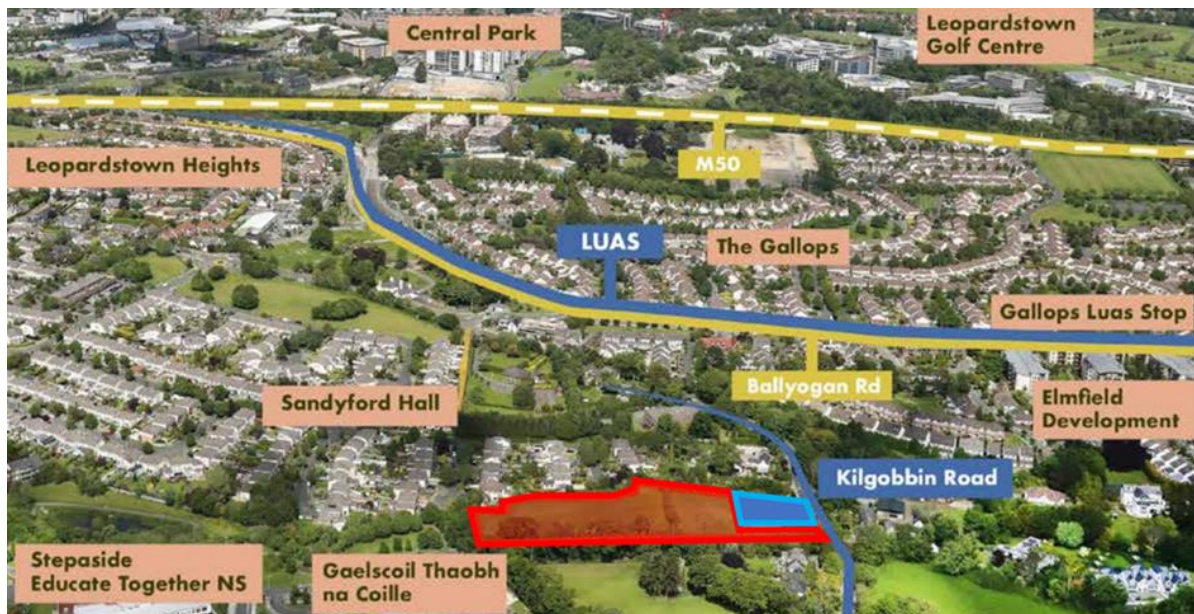 Central Park
Leopardstown
Golf Centre
Leopardstown Heights
M50
LUAS
The Gallops
Gallops Luas Stop
Ballyogan Rd
Sandyford Hall
Elmfield
Development
Kilgobbin Road
Stepaside
Educate Together NS
Gaelscoil Thaobh
na Coille